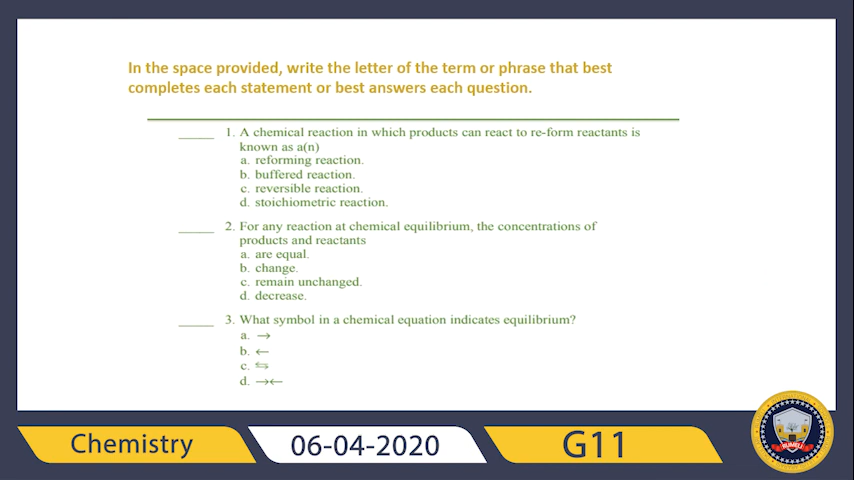 In the space provided, write the letter of the term or phrase that best
completes each statement or best answers each question.
_____ 1. A chemical reaction in which products can react to re-form reactants is
known as a(n)
a. reforming reaction.
b. buffered reaction.
c. reversible reaction.
d. stoichiometric reaction.
_____ 2. For any reaction at chemical equilibrium, the concentrations of
products and reactants
a. are equal.
b. change.
c. remain unchanged.
d. decrease.
_____ 3. What symbol in a chemical equation indicates equilibrium?
a. →
b. ←
c. ⇆
d. →←
Chemistry
06-04-2020
G11